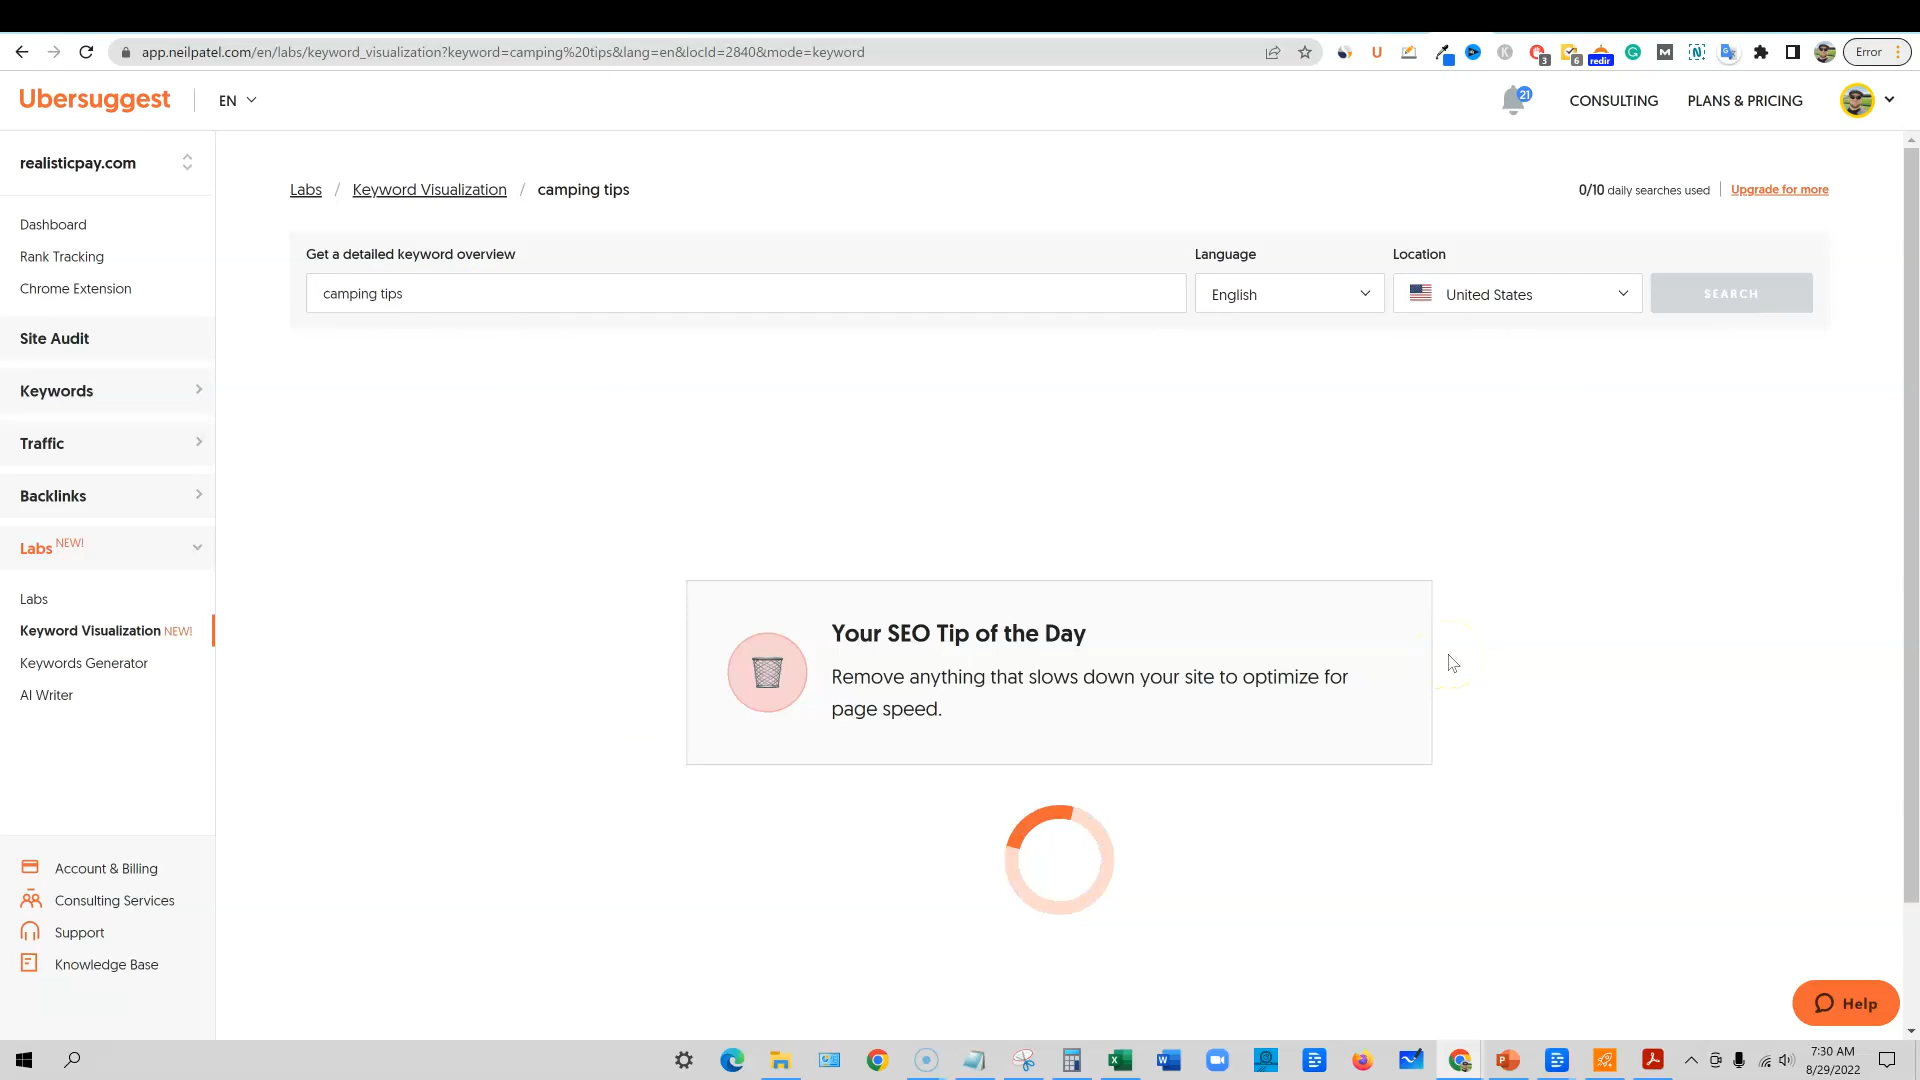 app.neilpatel.com/en/labs/keyword_visualization?keyword=camping%20tips&lang=en&locId=2840&mode=keyword
3
6
redir
Error
Ubersuggest
EN
21
CONSULTING
PLANS & PRICING
realisticpay.com
Dashboard
Rank Tracking
Chrome Extension
Site Audit
Keywords
Traffic
Backlinks
Labs NEW!
Labs
Keyword Visualization NEW!
Keywords Generator
AI Writer
Account & Billing
Consulting Services
Support
Knowledge Base
Labs / Keyword Visualization / camping tips
0/10 daily searches used
Upgrade for more
Get a detailed keyword overview
Language
Location
camping tips
English
United States
SEARCH
Your SEO Tip of the Day
Remove anything that slows down your site to optimize for
page speed.
Help
7:30 AM
8/29/2022